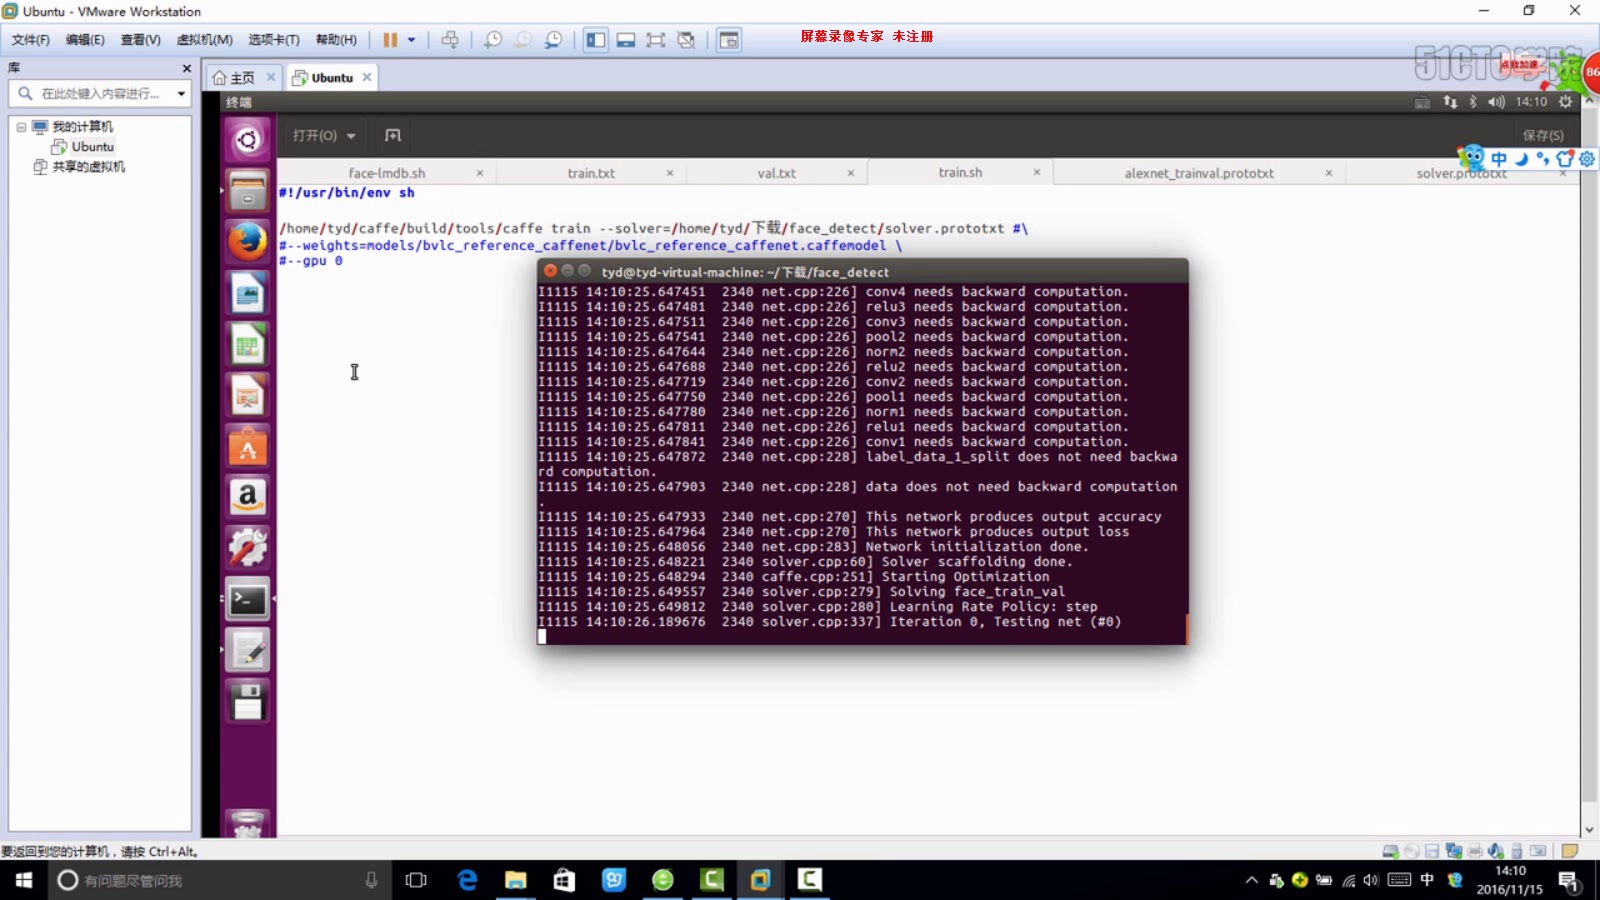 Ubuntu - VMware Workstation
文件(F) 编辑(E) 查看(V) 虚拟机(M) 选项卡(T) 帮助(H)
屏幕录像专家 未注册
51CTO学院
点我加速
86
库
主页
Ubuntu
在此处键入内容进行...
我的计算机
Ubuntu
共享的虚拟机
终端
14:10
打开(O)
保存(S)
中
face-lmdb.sh
train.txt
val.txt
train.sh
alexnet_trainval.prototxt
solver.prototxt
#!/usr/bin/env sh
/home/tyd/caffe/build/tools/caffe train --solver=/home/tyd/下载/face_detect/solver.prototxt #\
#--weights=models/bvlc_reference_caffenet/bvlc_reference_caffenet.caffemodel \
#--gpu 0
tyd@tyd-virtual-machine: ~/下载/face_detect
I1115 14:10:25.647451  2340 net.cpp:226] conv4 needs backward computation.
I1115 14:10:25.647481  2340 net.cpp:226] relu3 needs backward computation.
I1115 14:10:25.647511  2340 net.cpp:226] conv3 needs backward computation.
I1115 14:10:25.647541  2340 net.cpp:226] pool2 needs backward computation.
I1115 14:10:25.647644  2340 net.cpp:226] norm2 needs backward computation.
I1115 14:10:25.647688  2340 net.cpp:226] relu2 needs backward computation.
I1115 14:10:25.647719  2340 net.cpp:226] conv2 needs backward computation.
I1115 14:10:25.647750  2340 net.cpp:226] pool1 needs backward computation.
I1115 14:10:25.647780  2340 net.cpp:226] norm1 needs backward computation.
I1115 14:10:25.647811  2340 net.cpp:226] relu1 needs backward computation.
I1115 14:10:25.647841  2340 net.cpp:226] conv1 needs backward computation.
I1115 14:10:25.647872  2340 net.cpp:228] label_data_1_split does not need backwa
rd computation.
I1115 14:10:25.647903  2340 net.cpp:228] data does not need backward computation
.
I1115 14:10:25.647933  2340 net.cpp:270] This network produces output accuracy
I1115 14:10:25.647964  2340 net.cpp:270] This network produces output loss
I1115 14:10:25.648056  2340 net.cpp:283] Network initialization done.
I1115 14:10:25.648221  2340 solver.cpp:60] Solver scaffolding done.
I1115 14:10:25.648294  2340 caffe.cpp:251] Starting Optimization
I1115 14:10:25.649557  2340 solver.cpp:279] Solving face_train_val
I1115 14:10:25.649812  2340 solver.cpp:280] Learning Rate Policy: step
I1115 14:10:26.189676  2340 solver.cpp:337] Iteration 0, Testing net (#0)
要返回到您的计算机，请按 Ctrl+Alt。
有问题尽管问我
中
14:10
2016/11/15
1